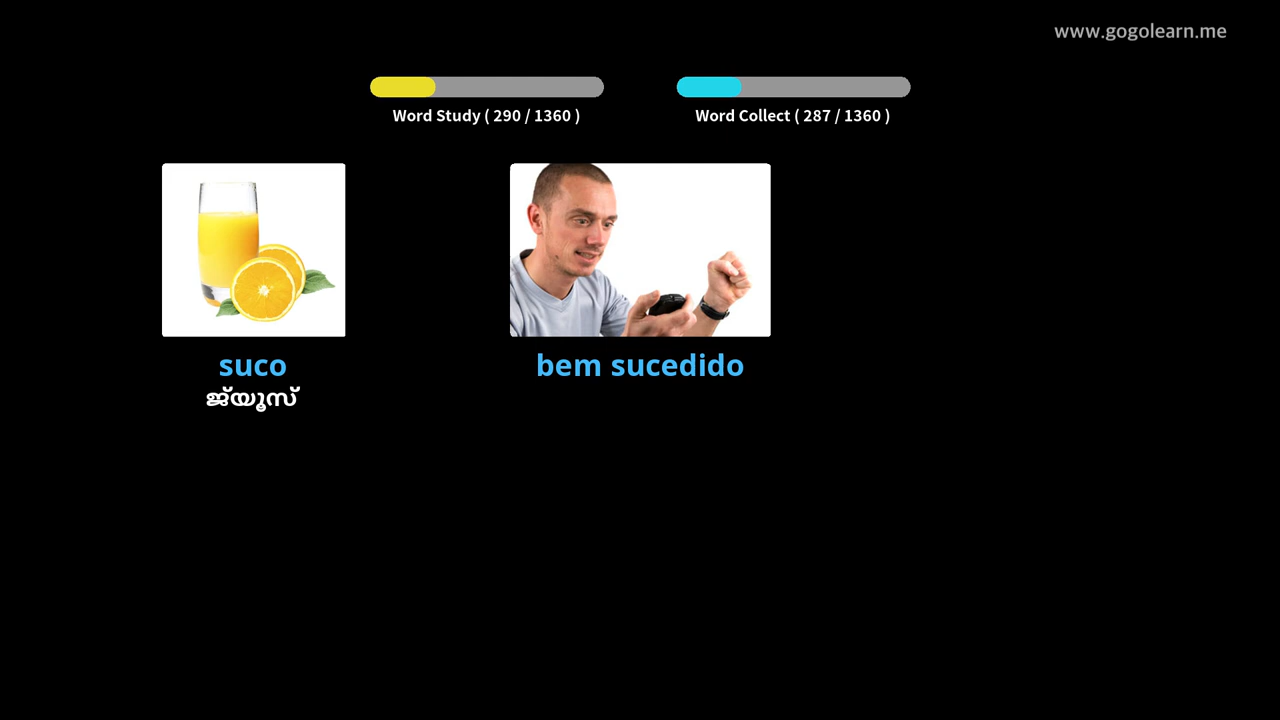 www.gogolearn.me
Word Study ( 290 / 1360 )
Word Collect ( 287 / 1360 )
suco
ജ്യൂസ്
bem sucedido